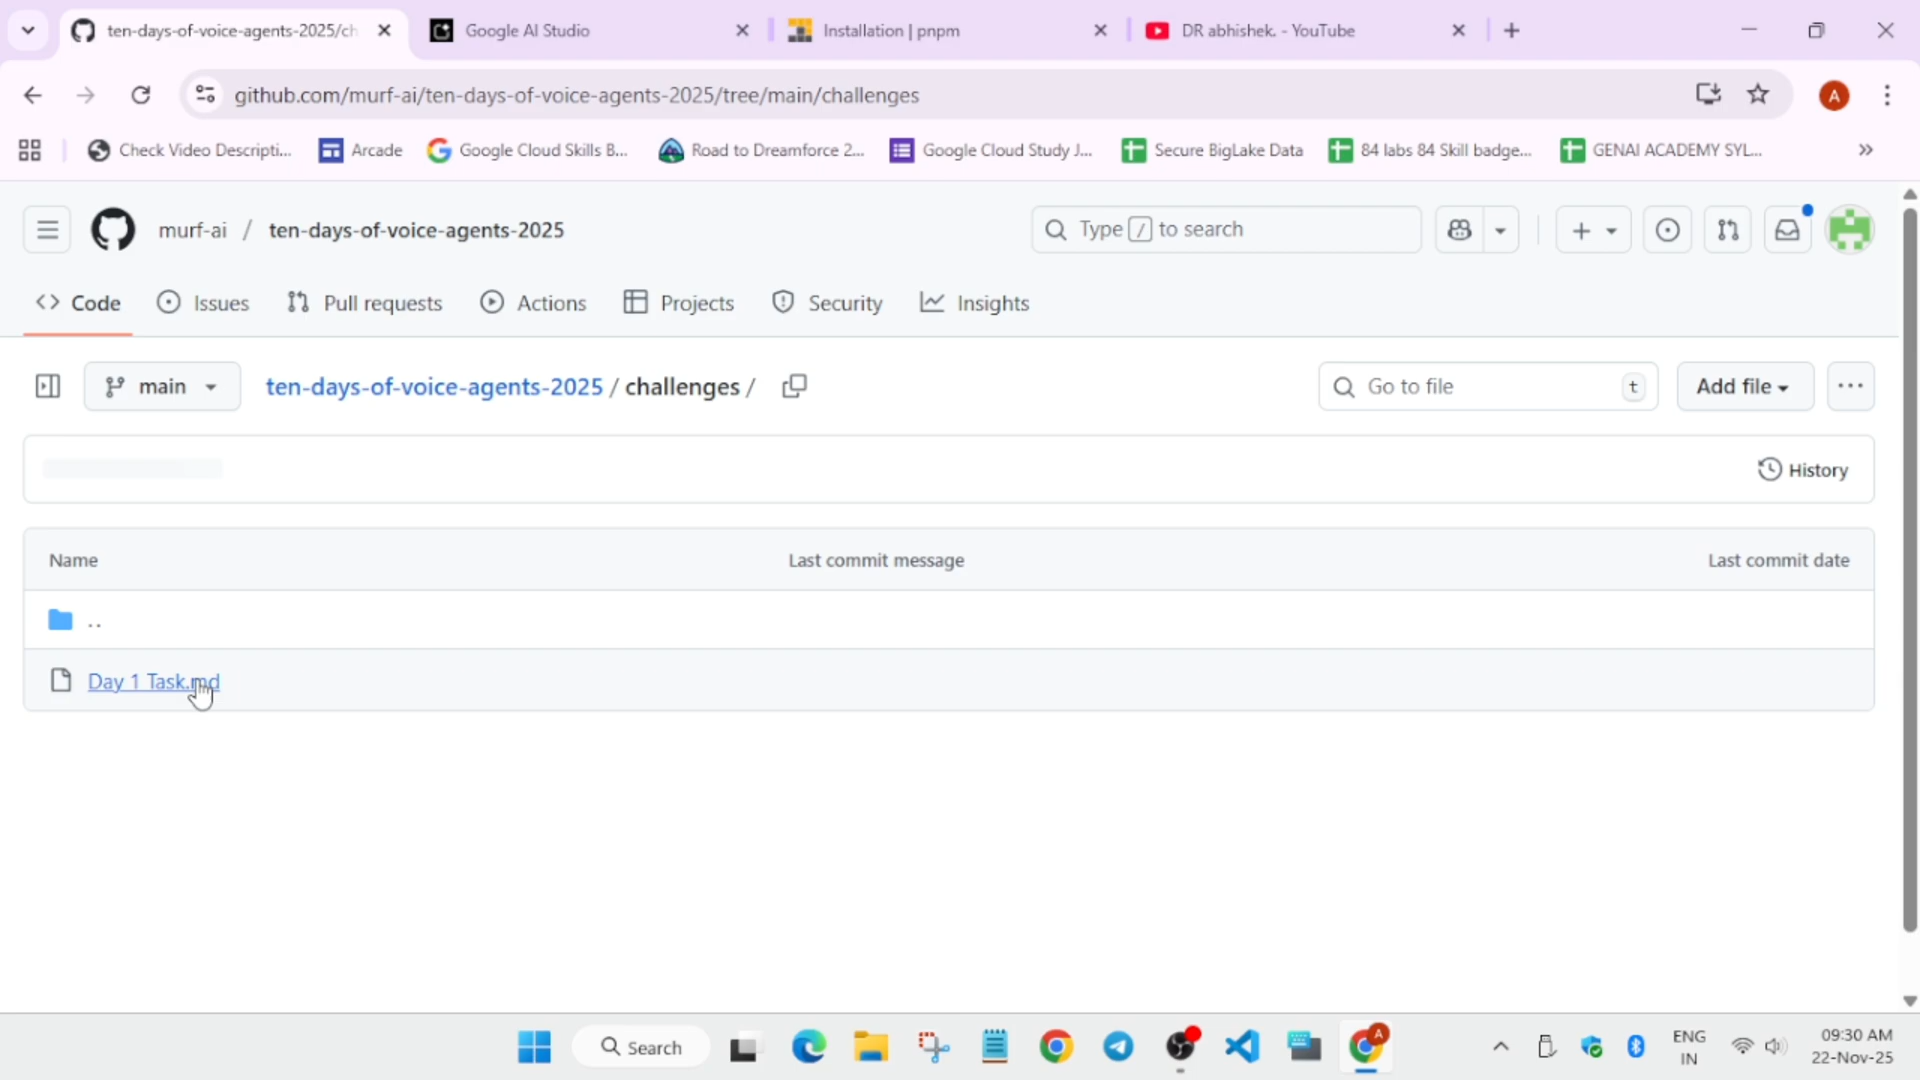 ten-days-of-voice-agents-2025/ch
Google AI Studio
Installation | pnpm
DR abhishek. - YouTube
github.com/murf-ai/ten-days-of-voice-agents-2025/tree/main/challenges
A
Check Video Descripti...
Arcade
Google Cloud Skills B...
Road to Dreamforce 2...
Google Cloud Study J...
Secure BigLake Data
84 labs 84 Skill badge...
GENAI ACADEMY SYL...
murf-ai / ten-days-of-voice-agents-2025
Type / to search
Code
Issues
Pull requests
Actions
Projects
Security
Insights
main
ten-days-of-voice-agents-2025 / challenges /
Go to file
t
Add file
History
Name
Last commit message
Last commit date
..
Day 1 Task.md
Search
A
ENG
IN
09:30 AM
22-Nov-25